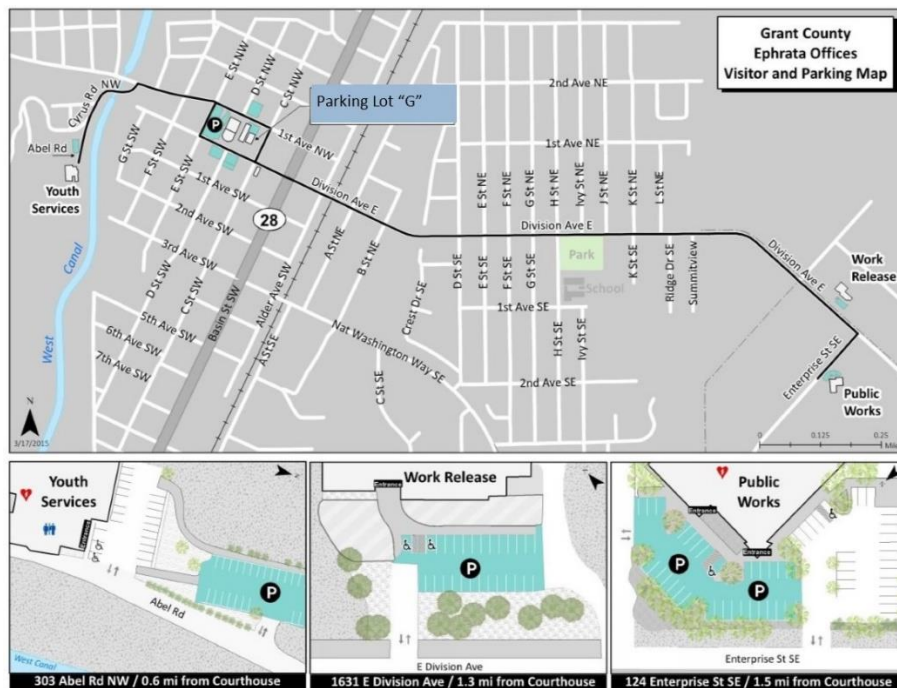 Grant County
Ephrata Offices
Visitor and Parking Map
Parking Lot “G”
E St NW
D St NW
C St NW
Cyrus Rd NW
P
1st Ave NW
2nd Ave NE
1st Ave NE
Abel Rd
Youth
Services
G St SW
F St SW
E St SW
1st Ave SW
2nd Ave SW
3rd Ave SW
D St SW
C St SW
5th Ave SW
6th Ave SW
7th Ave SW
West Canal
28
Division Ave E
Basin St SW
Alder Ave SW
A St SE
A St NE
B St NE
Crest Dr SE
Nat Washington Way SE
C St SE
E St NE
F St NE
G St NE
H St NE
Ivy St NE
J St NE
K St NE
L St NE
Division Ave E
D St SE
E St SE
F St SE
G St SE
Park
School
1st Ave SE
H St SE
Ivy St SE
2nd Ave SE
K St SE
Ridge Dr SE
Summitview
Division Ave E
Work
Release
Enterprise St SE
Public
Works
N
3/17/2015
0 0.125 0.25
Mile
Youth
Services
Entrance
P
Abel Rd
West Canal
303 Abel Rd NW / 0.6 mi from Courthouse
Work Release
Entrance
P
E Division Ave
1631 E Division Ave / 1.3 mi from Courthouse
Public
Works
Entrance
Entrance
P
P
Enterprise St SE
124 Enterprise St SE / 1.5 mi from Courthouse